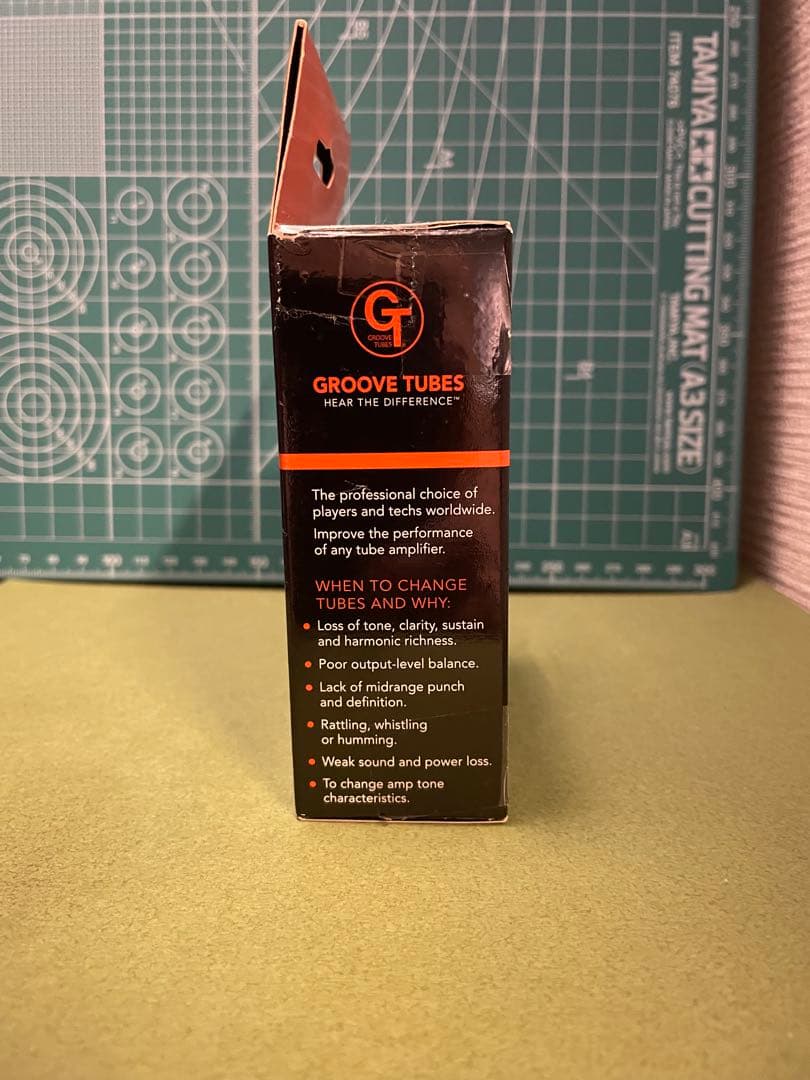 GT
GROOVE
TUBES
GROOVE TUBES
HEAR THE DIFFERENCE™
The professional choice of
players and techs worldwide.
Improve the performance
of any tube amplifier.
WHEN TO CHANGE
TUBES AND WHY:
• Loss of tone, clarity, sustain
and harmonic richness.
• Poor output-level balance.
• Lack of midrange punch
and definition.
• Rattling, whistling
or humming.
• Weak sound and power loss.
• To change amp tone
characteristics.
TAMIYA CUTTING MAT (A3 SIZE)
ITEM 74076